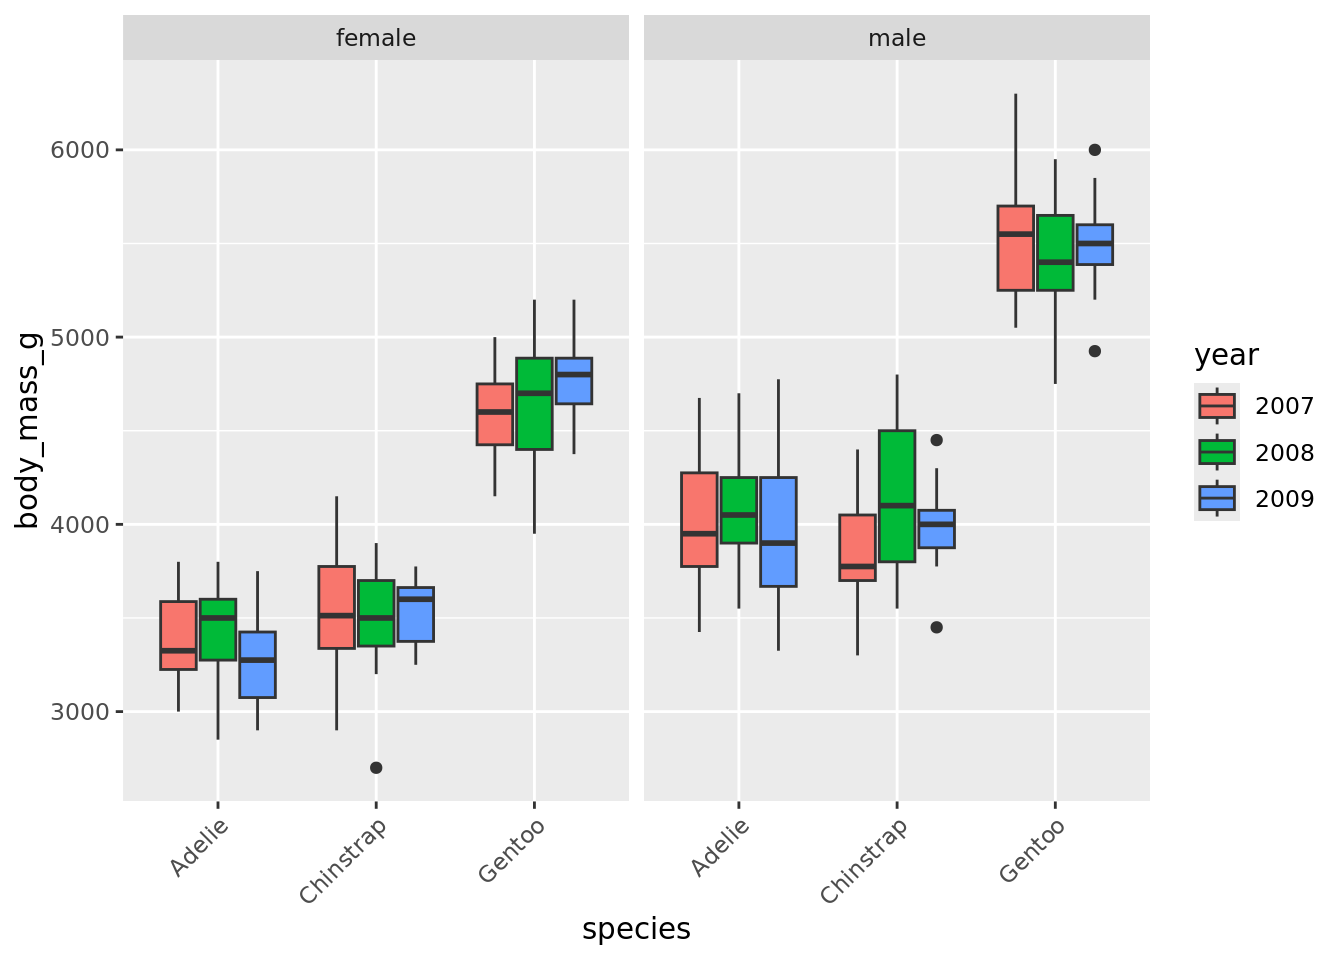 female
male
6000
5000
4000
3000
body_mass_g
Adelie
Chinstrap
Gentoo
Adelie
Chinstrap
Gentoo
species
year
2007
2008
2009